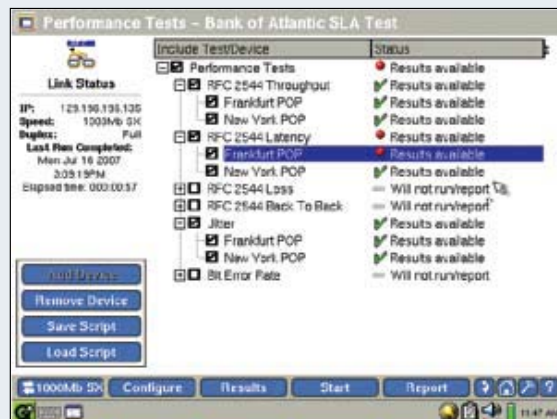 Performance Tests – Bank of Atlantic SLA Test
Link Status
IP: 129.196.196.135
Speed: 1000Mb SX
Duplex: Full
Last Run Completed:
Mon Jul 16 2007
3:09:19PM
Elapsed time: 000:00:57
Add Device
Remove Device
Save Script
Load Script
Include Test/Device Status
Performance Tests Results available
RFC 2544 Throughput Results available
Frankfurt POP Results available
New York POP Results available
RFC 2544 Latency Results available
Frankfurt POP Results available
New York POP Results available
RFC 2544 Loss Will not run/report
RFC 2544 Back To Back Will not run/report
Jitter Results available
Frankfurt POP Results available
New York POP Results available
Bit Error Rate Will not run/report
1000Mb SX Configure Results Start Report ?
11:47 AM